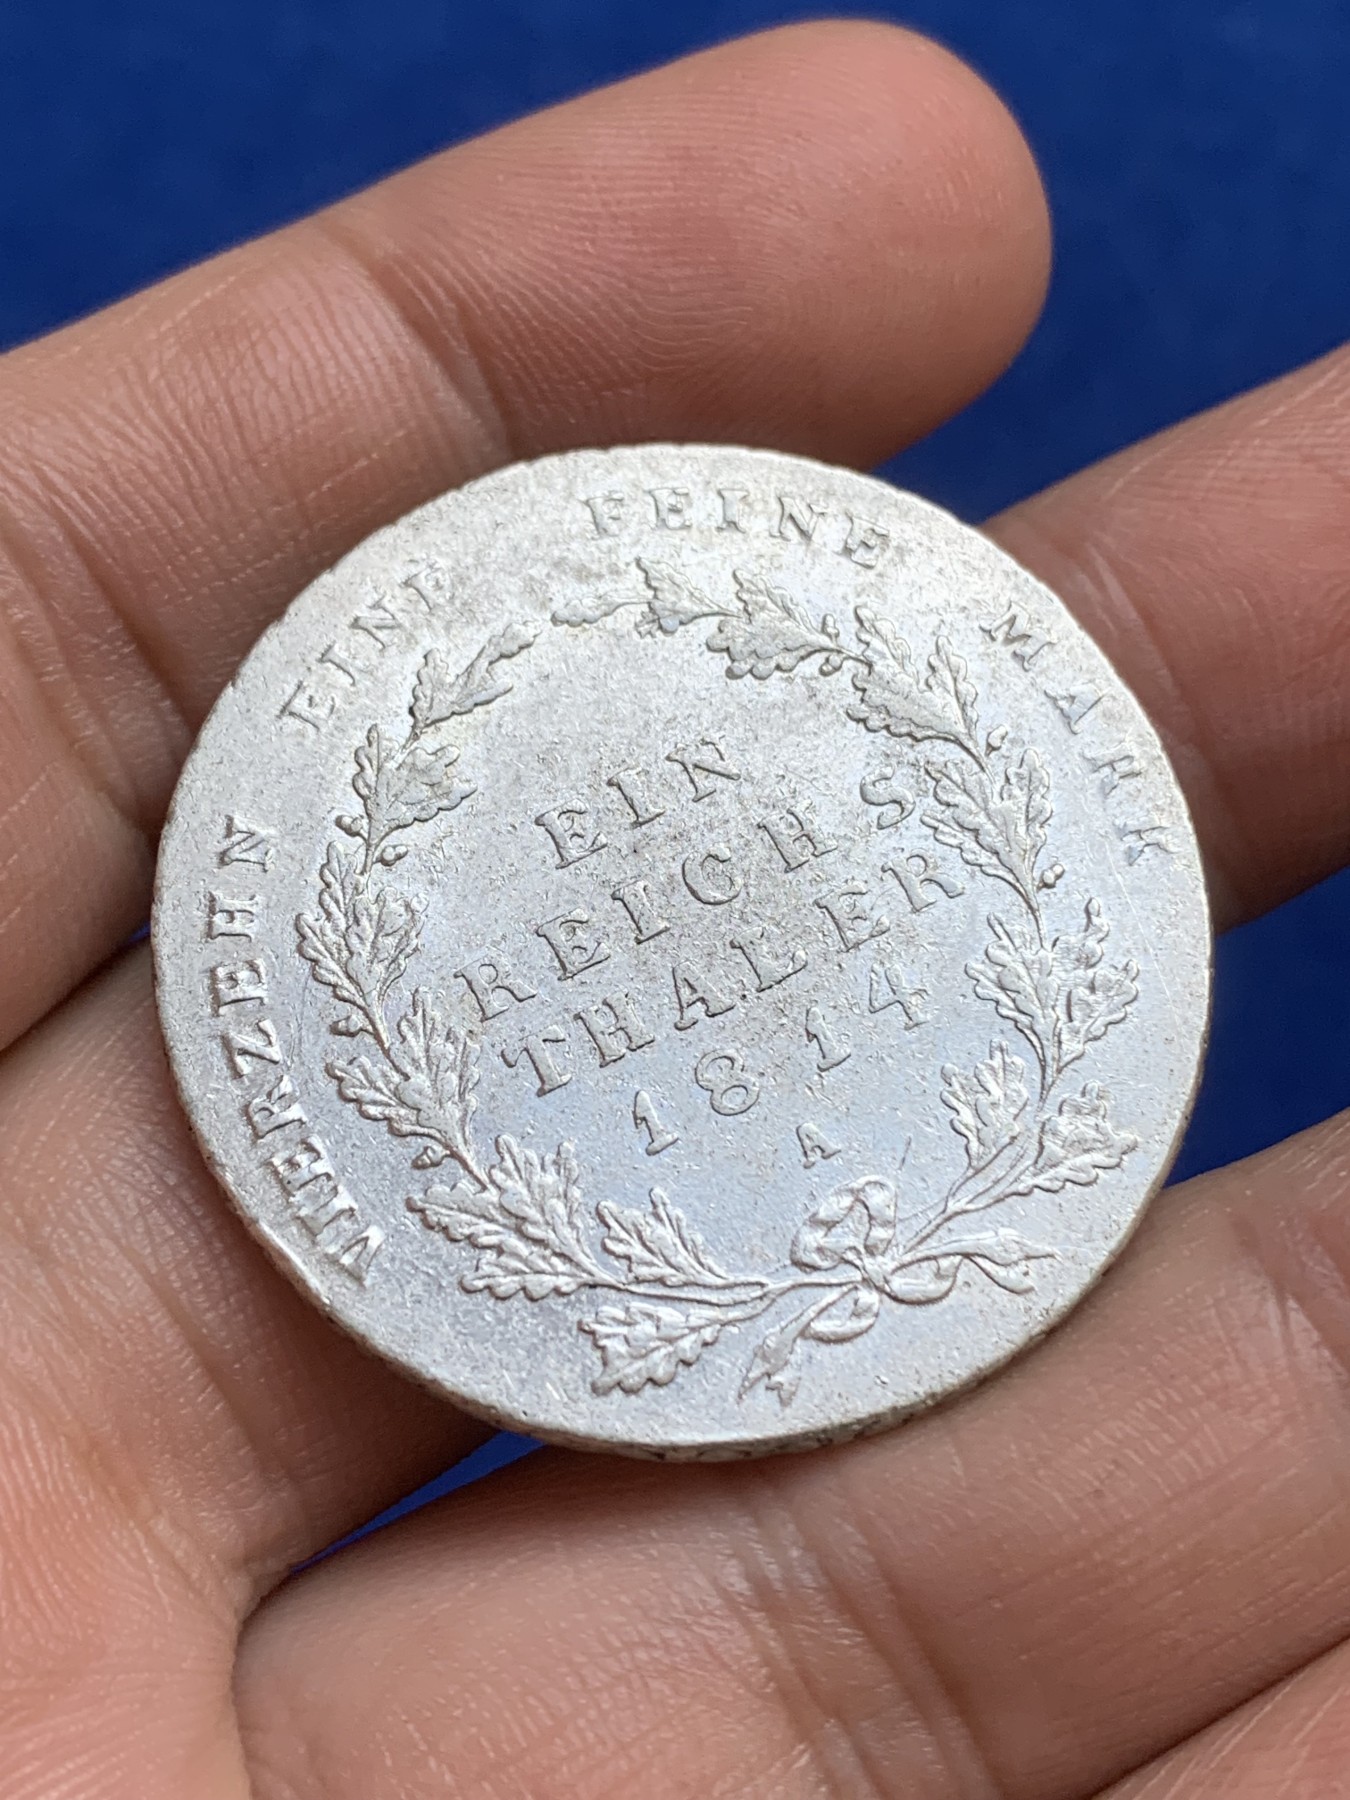 VIERZEHN EINE FEINE MARK
EIN
REICHS
THALER
1814
A